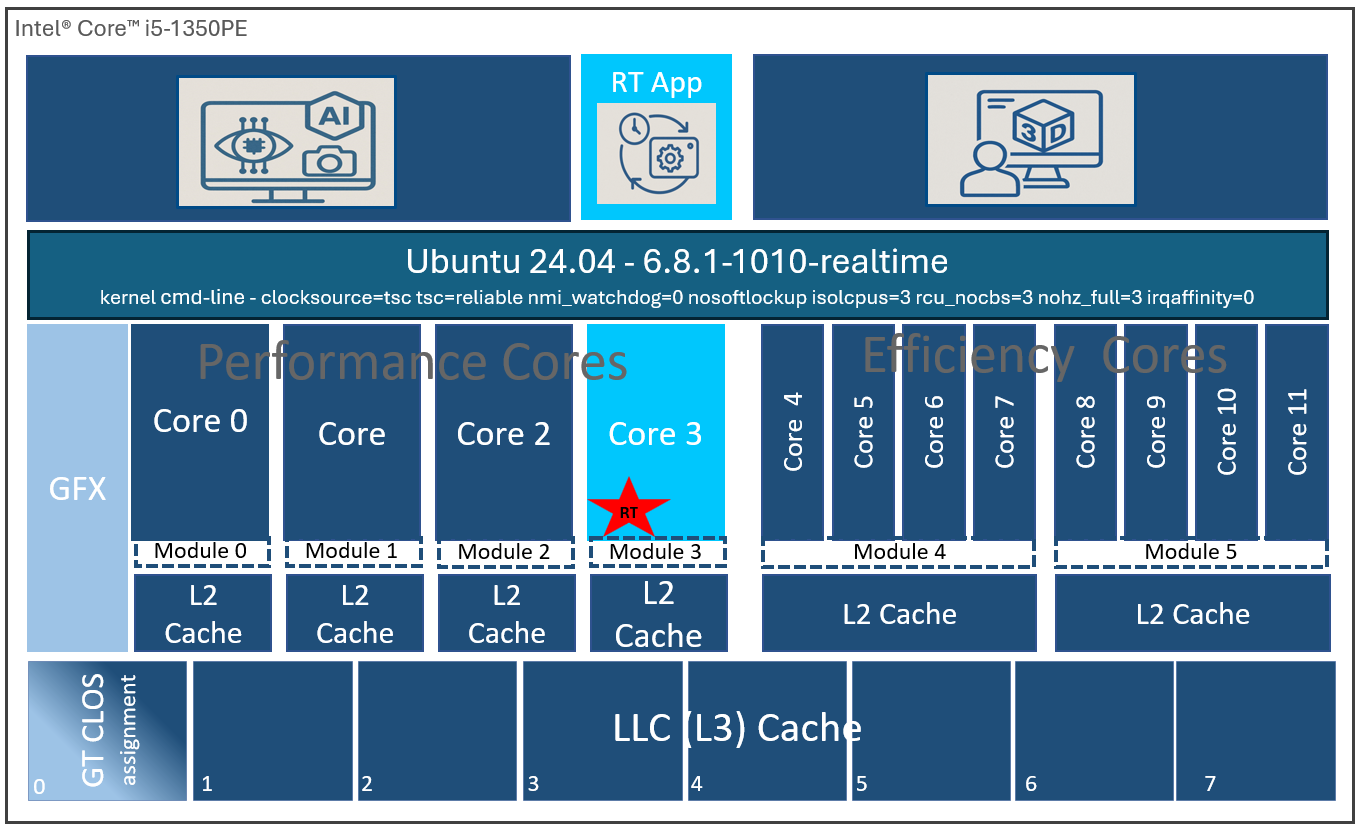 Intel® Core™ i5-1350PE
AI
RT App
3D
Ubuntu 24.04 - 6.8.1-1010-realtime
kernel cmd-line - clocksource=tsc tsc=reliable nmi_watchdog=0 nosoftlockup isolcpus=3 rcu_nocbs=3 nohz_full=3 irqaffinity=0
Performance Cores
Efficiency Cores
GFX
Core 0
Core
Core 2
Core 3
RT
Core 4
Core 5
Core 6
Core 7
Core 8
Core 9
Core 10
Core 11
Module 0
Module 1
Module 2
Module 3
Module 4
Module 5
L2
Cache
L2
Cache
L2
Cache
L2
Cache
L2 Cache
L2 Cache
GT CLOS
assignment
LLC (L3) Cache
0
1
2
3
4
5
6
7